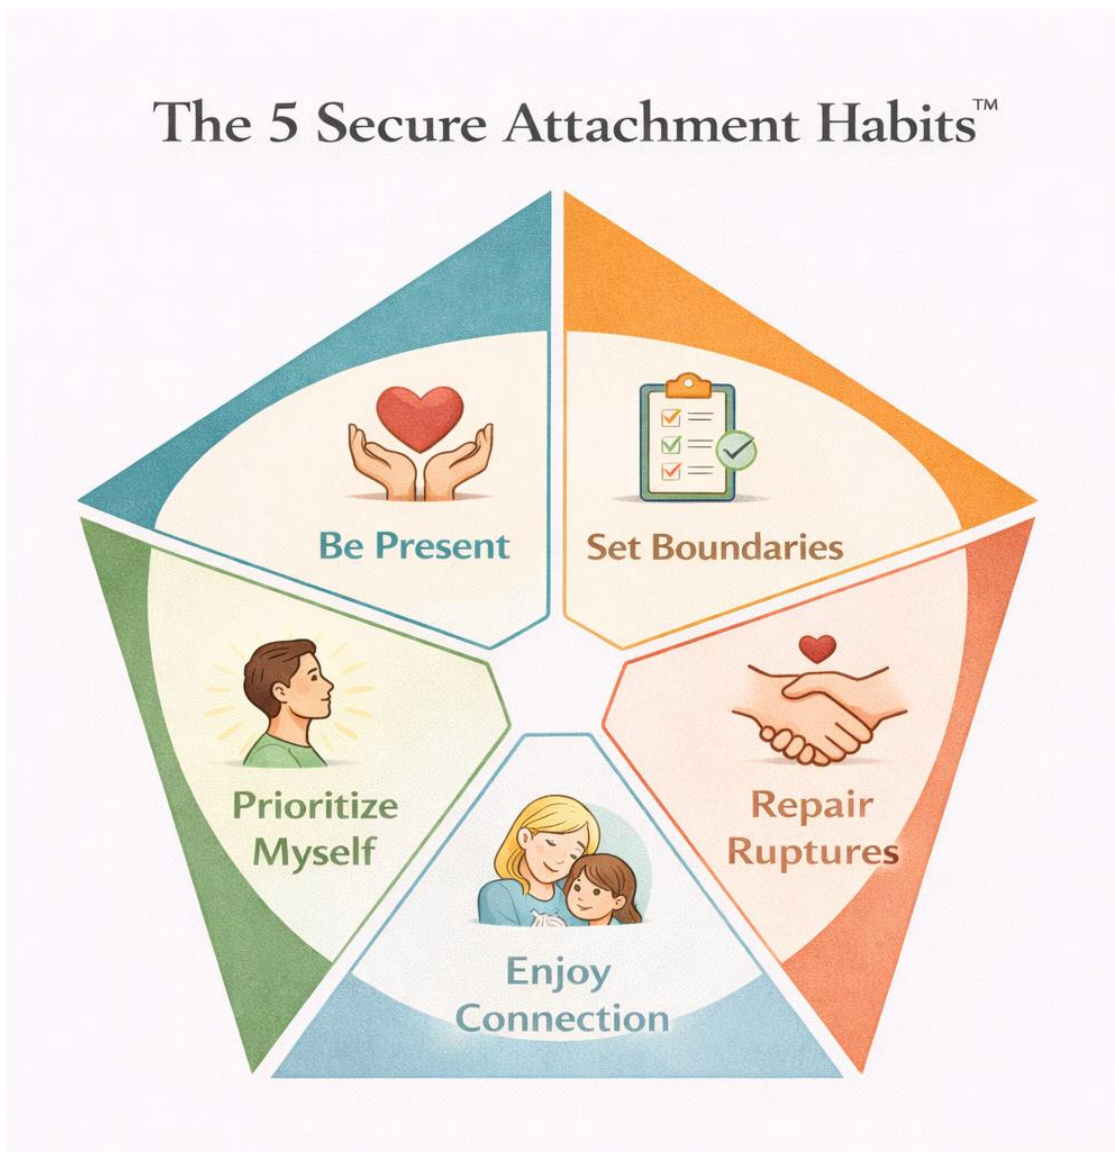 The 5 Secure Attachment Habits™
Be Present
Set Boundaries
Prioritize
Myself
Repair
Ruptures
Enjoy
Connection